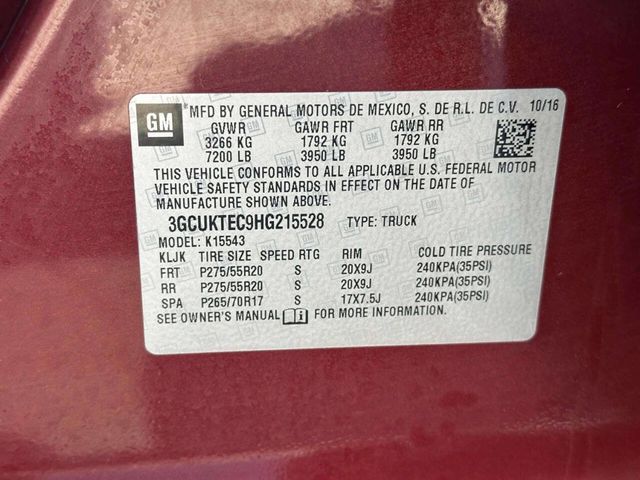 GM
*MFD BY GENERAL MOTORS DE MEXICO, S. DE R.L. DE C.V. 10/16
GVWR GAWR FRT GAWR RR
3266 KG 1792 KG 1792 KG
7200 LB 3950 LB 3950 LB
THIS VEHICLE CONFORMS TO ALL APPLICABLE U.S. FEDERAL MOTOR
VEHICLE SAFETY STANDARDS IN EFFECT ON THE DATE OF
MANUFACTURE SHOWN ABOVE.
3GCUKTEC9HG215528 TYPE: TRUCK
MODEL: K15543
KLJK TIRE SIZE SPEED RTG RIM COLD TIRE PRESSURE
FRT P275/55R20 S 20X9J 240KPA(35PSI)
RR P275/55R20 S 20X9J 240KPA(35PSI)
SPA P265/70R17 S 17X7.5J 240KPA(35PSI)
SEE OWNER'S MANUAL FOR MORE INFORMATION.